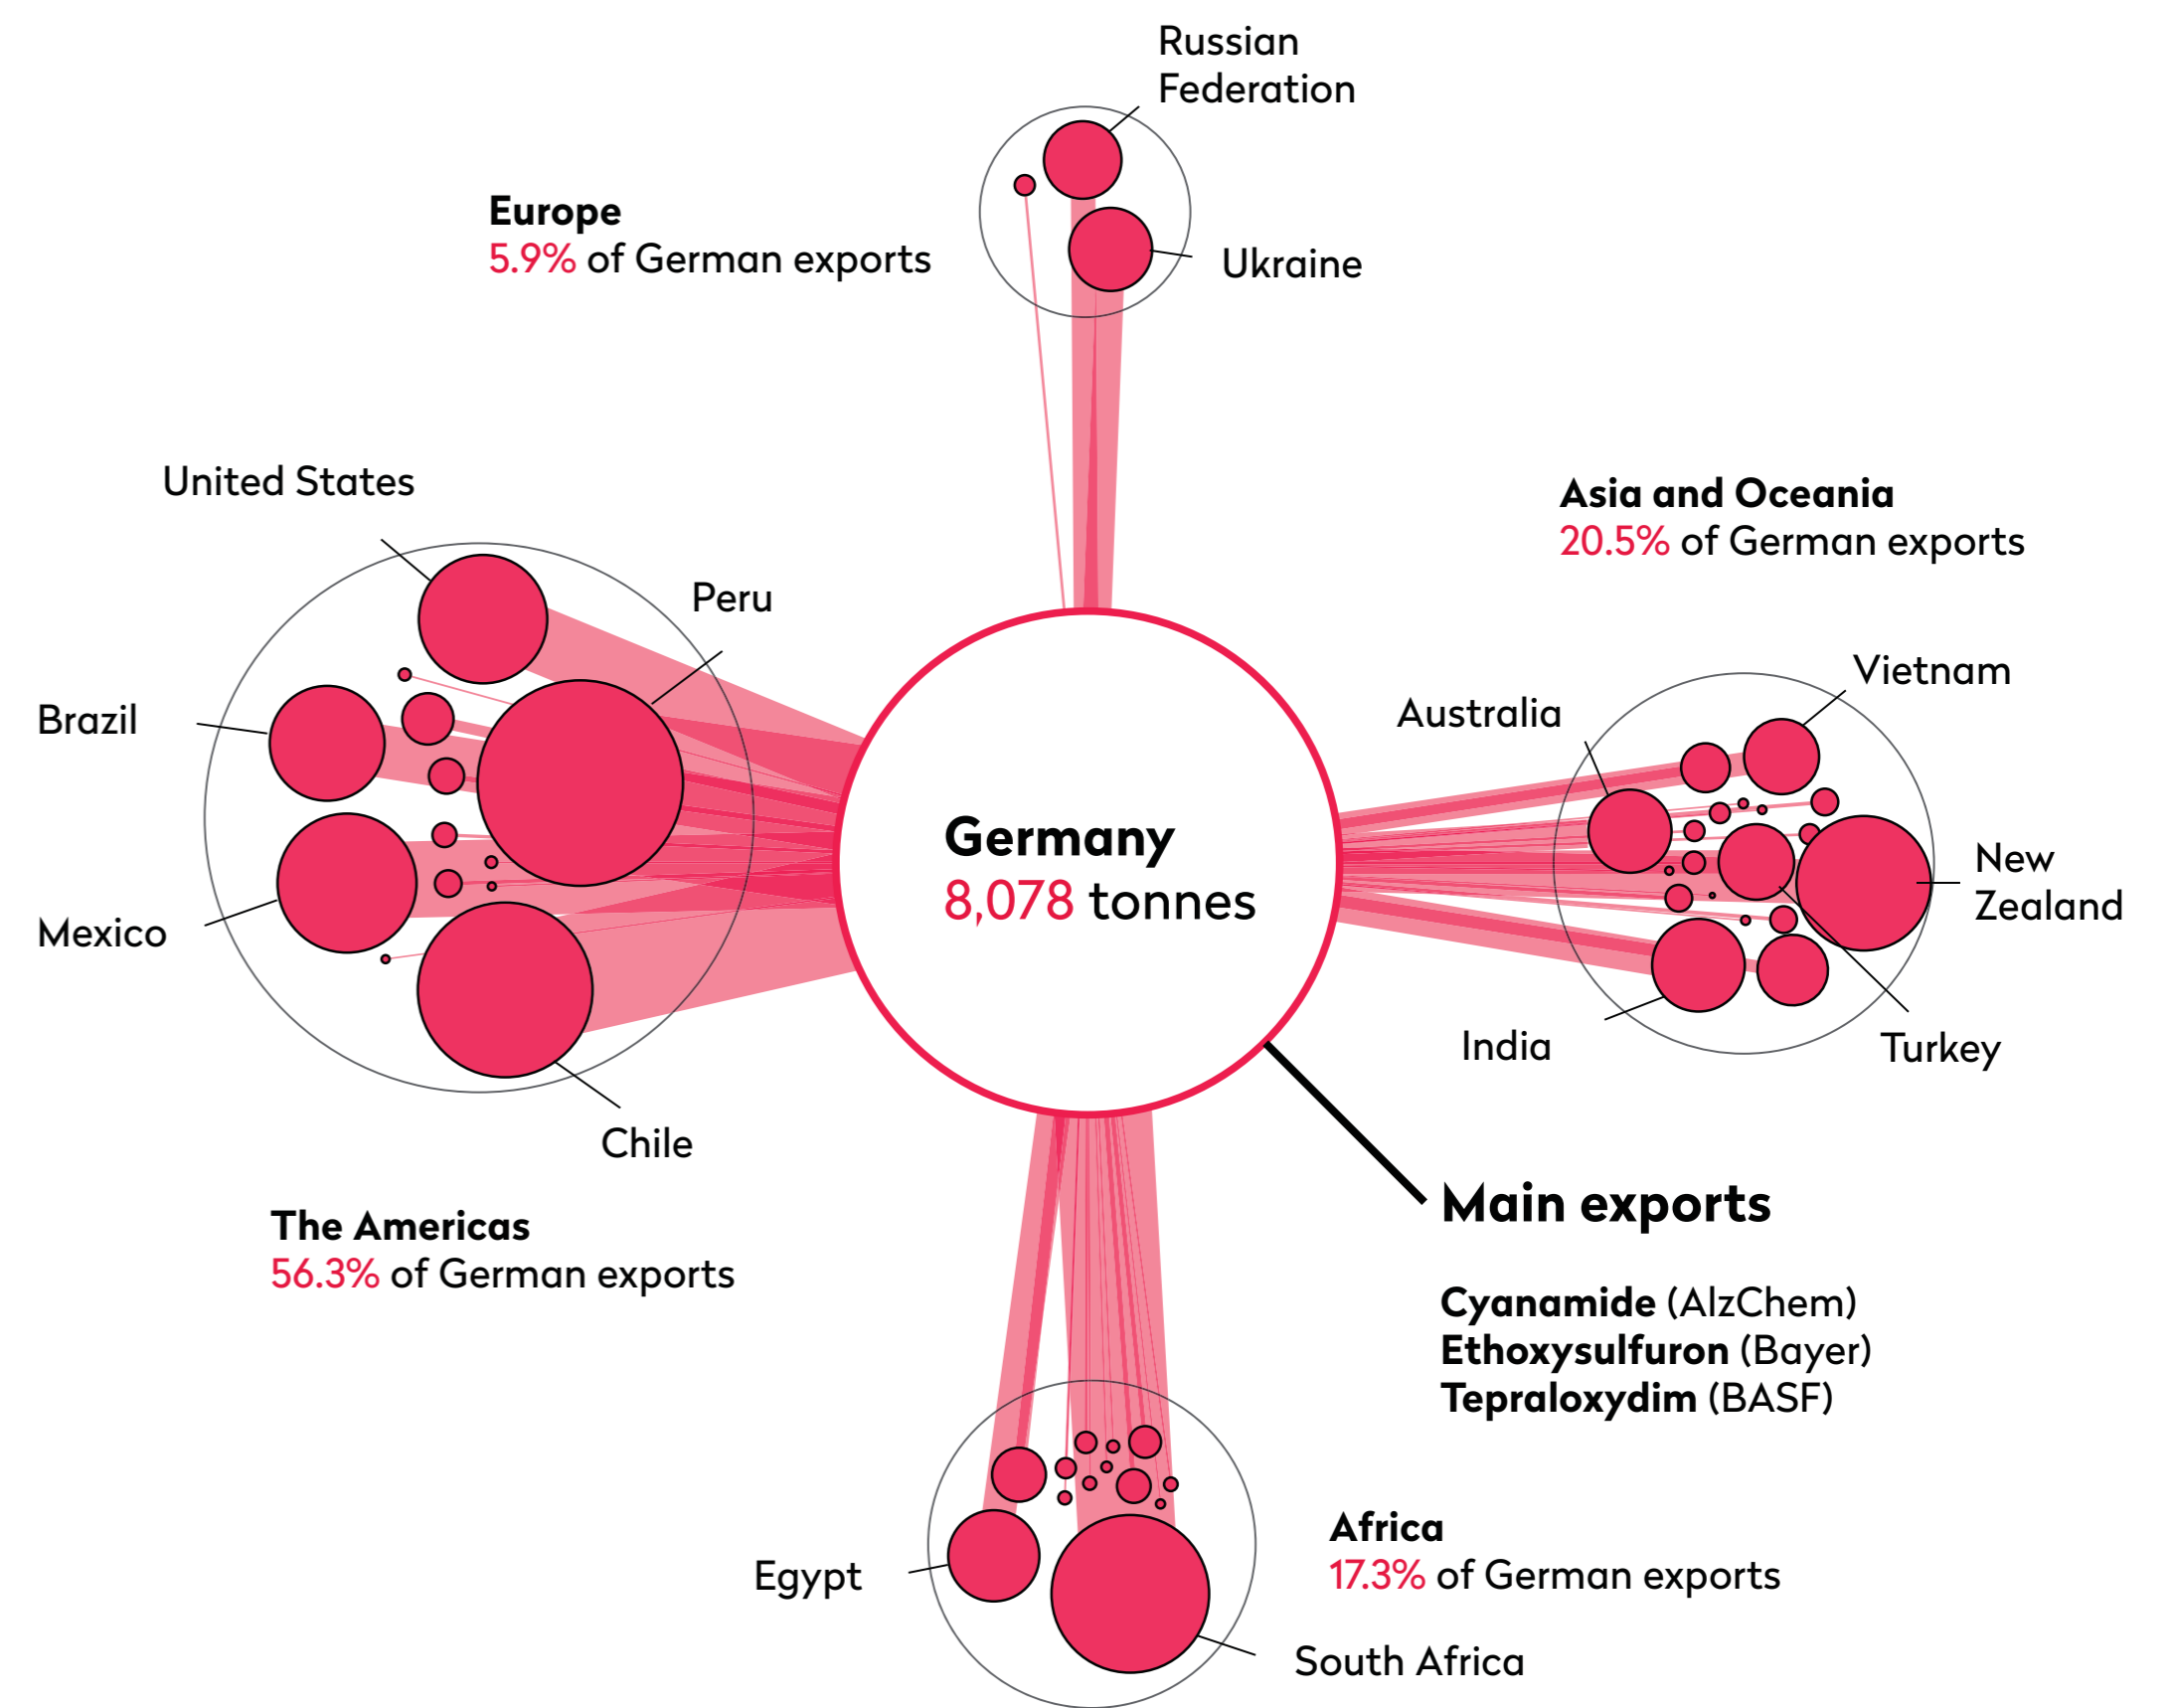 Russian
Federation
Europe
5.9% of German exports
Ukraine
United States
Asia and Oceania
20.5% of German exports
Peru
Vietnam
Australia
Brazil
Germany
8,078 tonnes
New
Zealand
Mexico
India
Turkey
Chile
Main exports
The Americas
56.3% of German exports
Cyanamide (AlzChem)
Ethoxysulfuron (Bayer)
Tepraloxydim (BASF)
Africa
17.3% of German exports
Egypt
South Africa